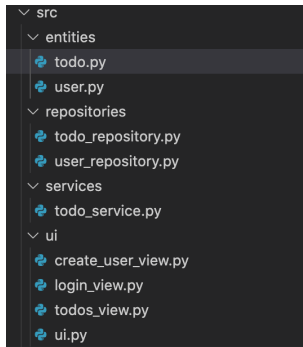 src
entities
todo.py
user.py
repositories
todo_repository.py
user_repository.py
services
todo_service.py
ui
create_user_view.py
login_view.py
todos_view.py
ui.py